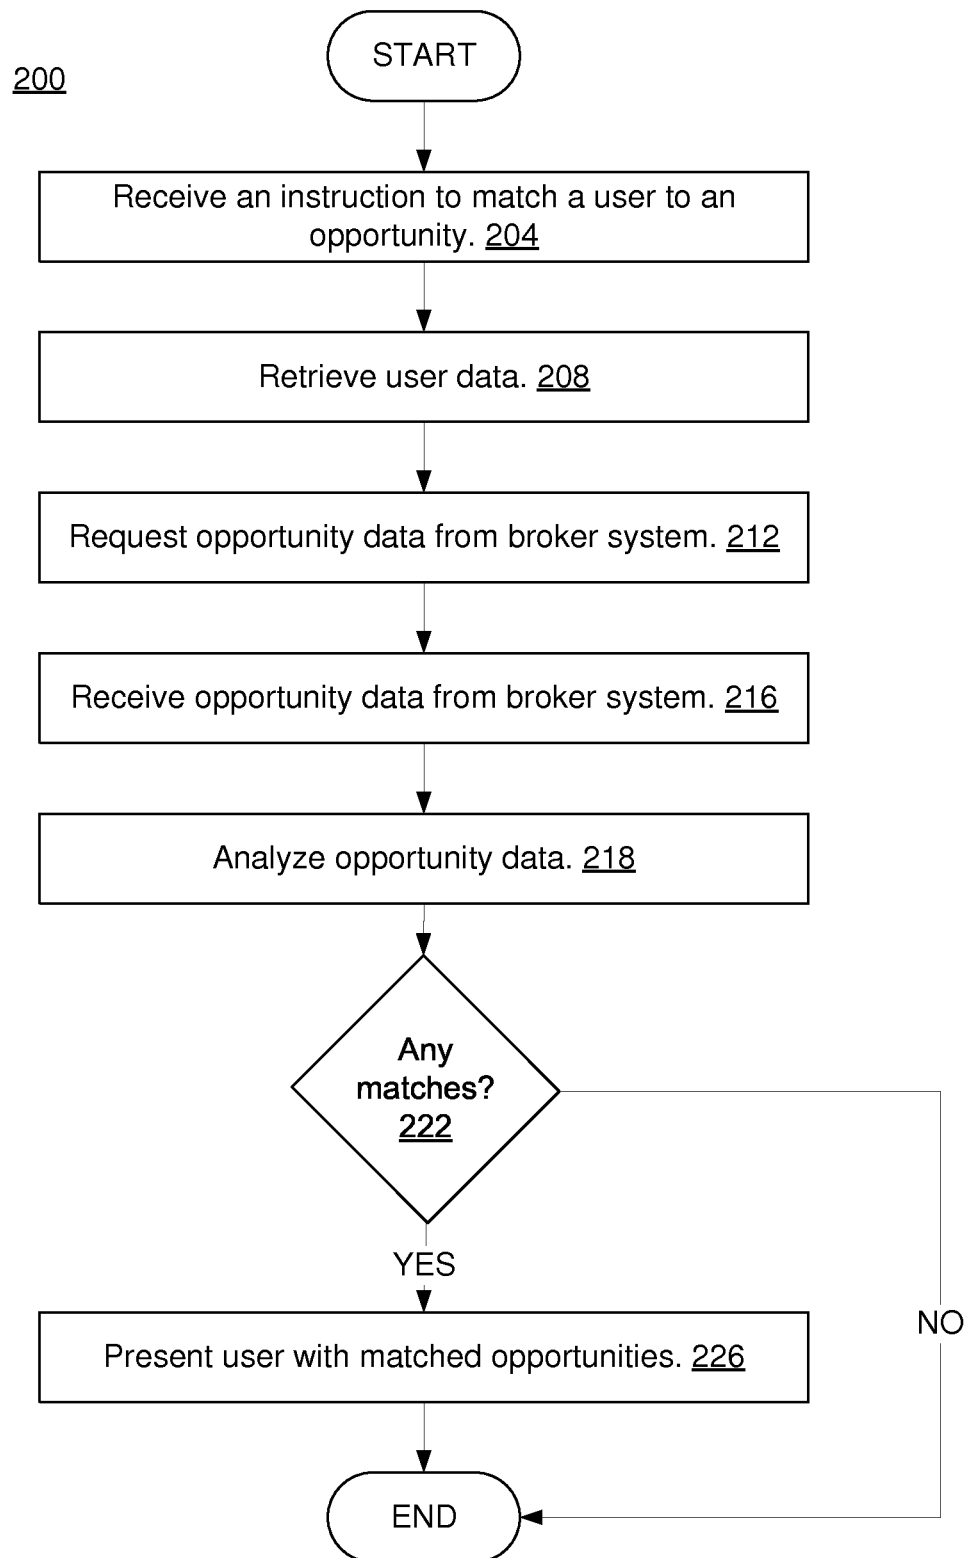 START
200
Receive an instruction to match a user to an
opportunity. 204
Retrieve user data. 208
Request opportunity data from broker system. 212
Receive opportunity data from broker system. 216
Analyze opportunity data. 218
Any
matches?
222
YES
NO
Present user with matched opportunities. 226
END